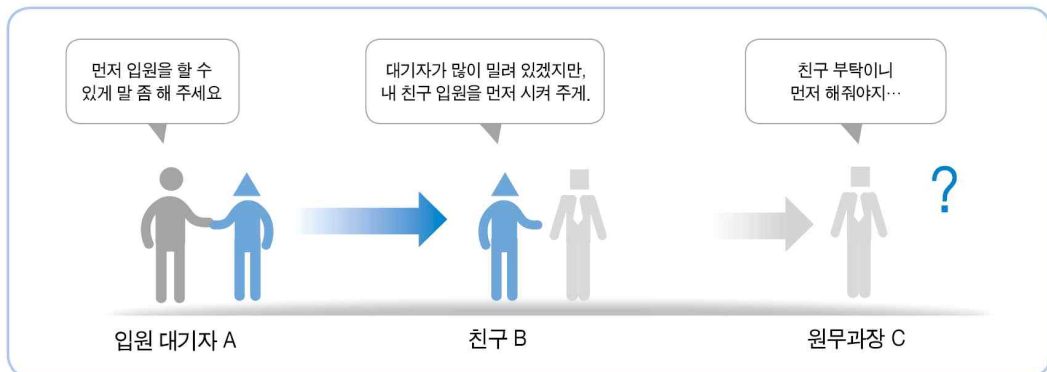 먼저 입원을 할 수
있게 말 좀 해 주세요
대기자가 많이 밀려 있겠지만,
내 친구 입원을 먼저 시켜 주게.
친구 부탁이니
먼저 해줘야지…
?
입원 대기자 A
친구 B
원무과장 C